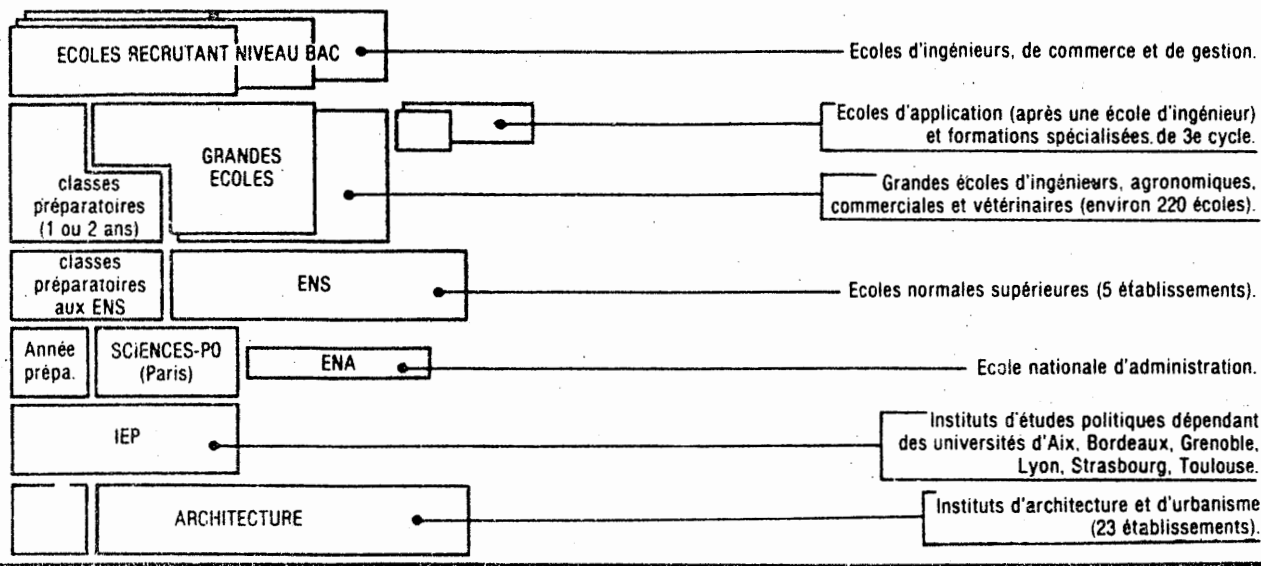 ECOLES RECRUTANT NIVEAU BAC
Ecoles d'ingénieurs, de commerce et de gestion.
Ecoles d'application (après une école d'ingénieur)
et formations spécialisées de 3e cycle.
GRANDES
ECOLES
classes
préparatoires
(1 ou 2 ans)
Grandes écoles d'ingénieurs, agronomiques,
commerciales et vétérinaires (environ 220 écoles).
classes
préparatoires
aux ENS
ENS
Ecoles normales supérieures (5 établissements).
Année
prépa.
SCIENCES-PO
(Paris)
ENA
Ecole nationale d'administration.
IEP
Instituts d'études politiques dépendant
des universités d'Aix, Bordeaux, Grenoble,
Lyon, Strasbourg, Toulouse.
ARCHITECTURE
Instituts d'architecture et d'urbanisme
(23 établissements).